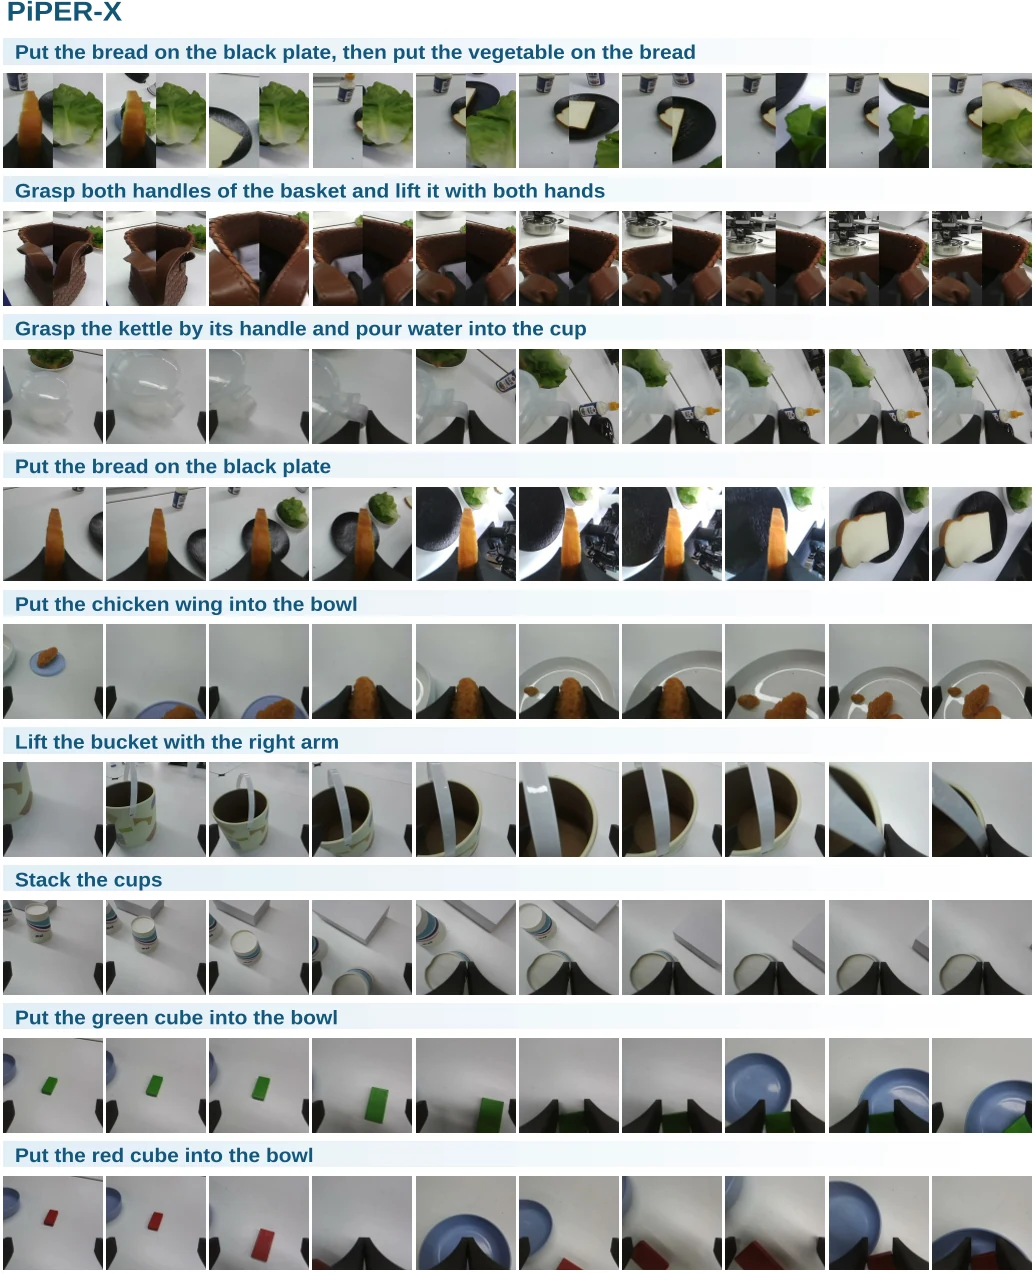 PiPER-X
Put the bread on the black plate, then put the vegetable on the bread
Grasp both handles of the basket and lift it with both hands
Grasp the kettle by its handle and pour water into the cup
Put the bread on the black plate
Put the chicken wing into the bowl
Lift the bucket with the right arm
Stack the cups
Put the green cube into the bowl
Put the red cube into the bowl